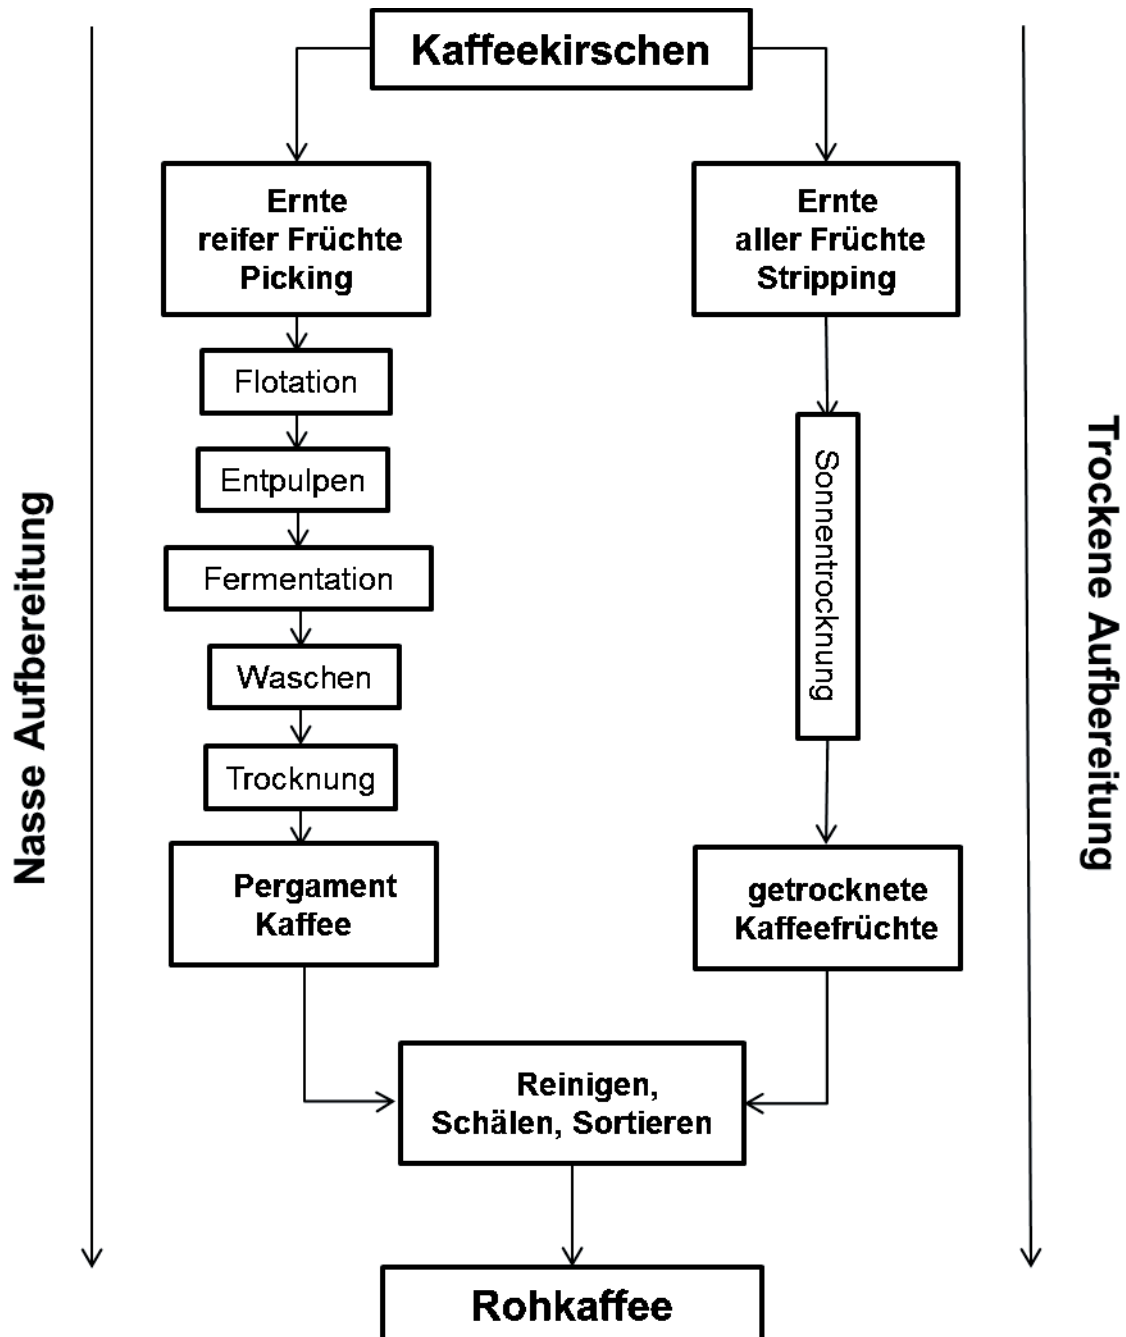 Kaffeekirschen
Ernte
reifer Früchte
Picking
Flotation
Entpulpen
Fermentation
Waschen
Trocknung
Pergament
Kaffee
Ernte
aller Früchte
Stripping
Sonnentrocknung
getrocknete
Kaffeefrüchte
Reinigen,
Schälen, Sortieren
Rohkaffee
Nasse Aufbereitung
Trockene Aufbereitung